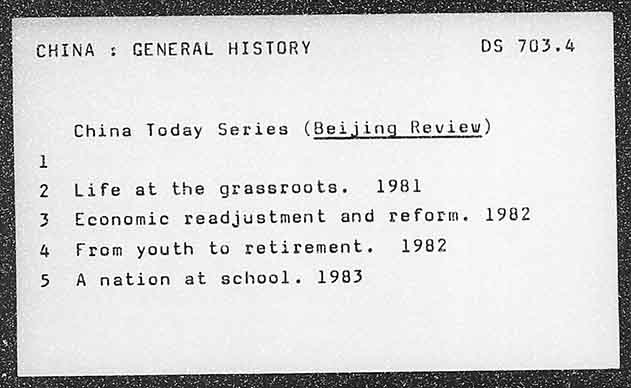 CHINA : GENERAL HISTORY DS 703.4
China Today Series (Beijing Review)
1
2 Life at the grassroots. 1981
3 Economic readjustment and reform. 1982
4 From youth to retirement. 1982
5 A nation at school. 1983